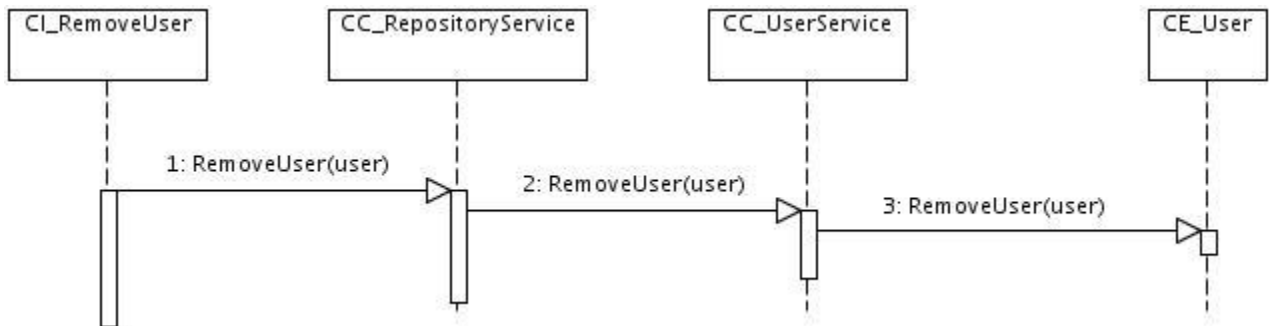 CI_RemoveUser
CC_RepositoryService
CC_UserService
CE_User
1: RemoveUser(user)
2: RemoveUser(user)
3: RemoveUser(user)